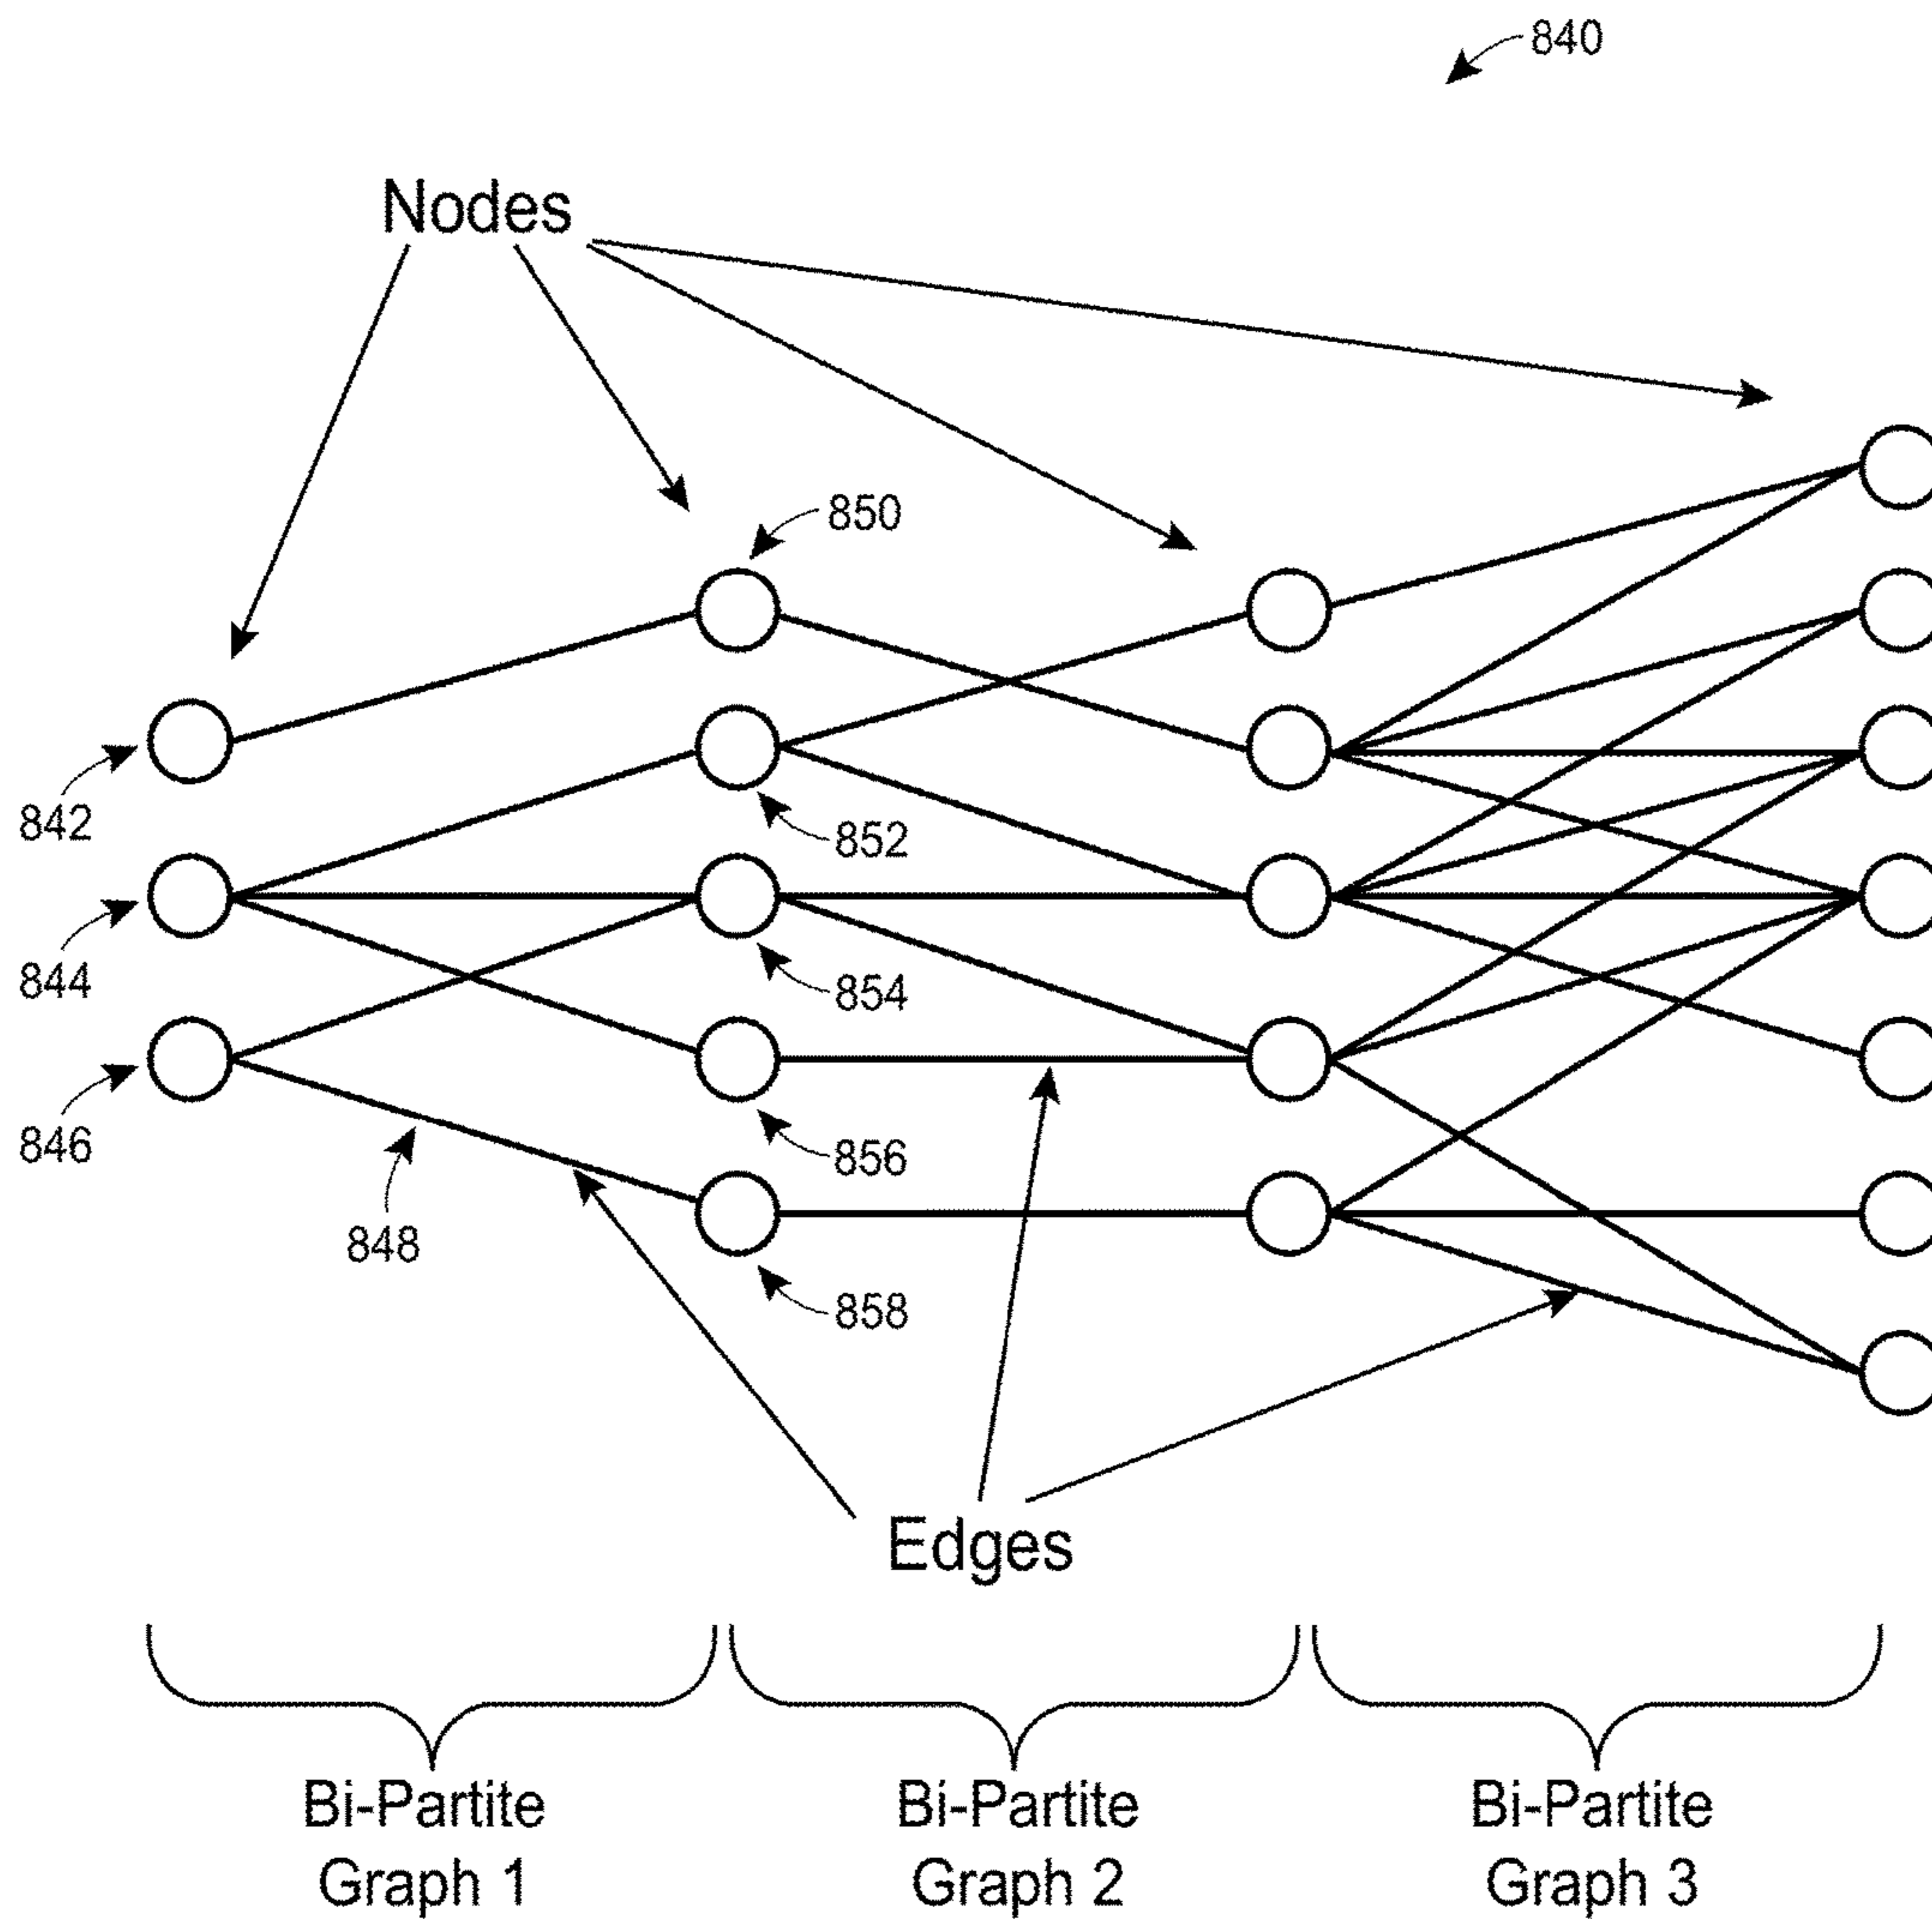 840
Nodes
850
842
852
844
854
846
856
848
858
Edges
Bi-Partite
Graph 1
Bi-Partite
Graph 2
Bi-Partite
Graph 3